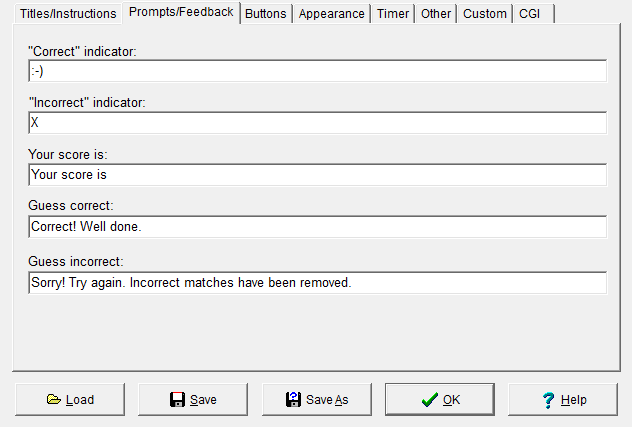 Titles/Instructions Prompts/Feedback Buttons Appearance Timer Other Custom CGI
"Correct" indicator:
:-)
"Incorrect" indicator:
X
Your score is:
Your score is
Guess correct:
Correct! Well done.
Guess incorrect:
Sorry! Try again. Incorrect matches have been removed.
Load Save Save As OK Help